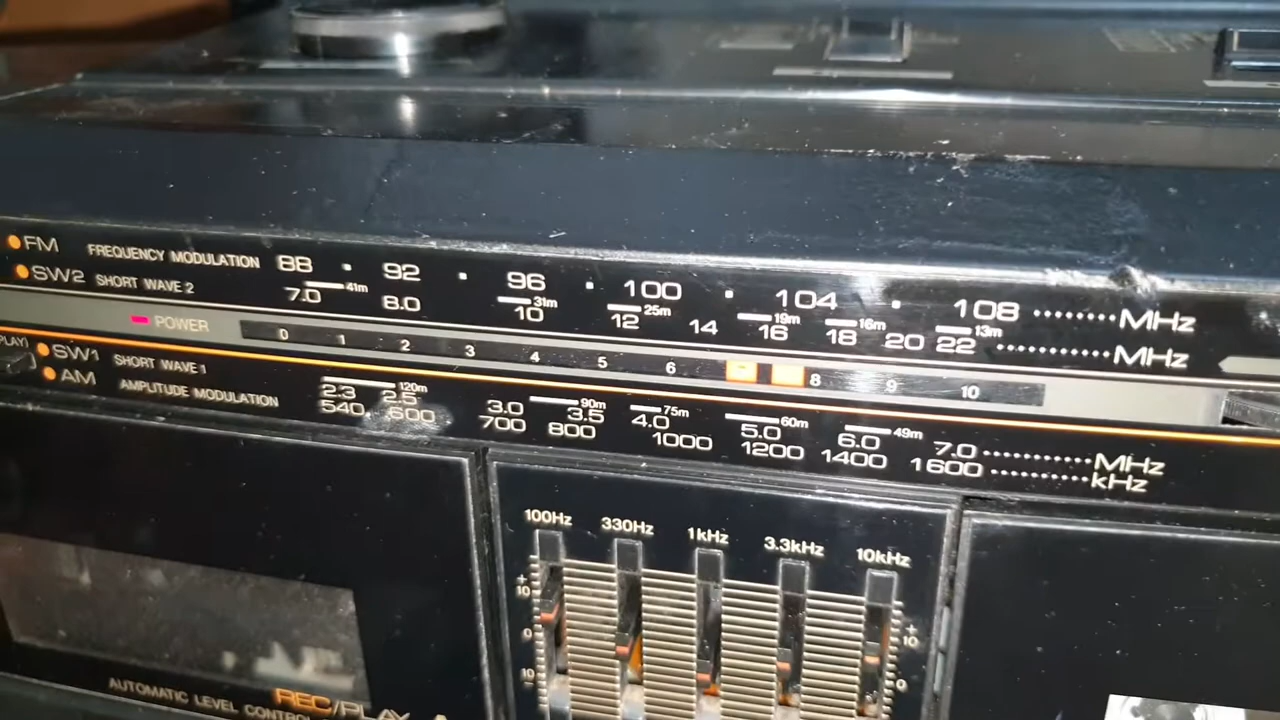 FM FREQUENCY MODULATION 88 • 92 • 96 • 100 • 104 • 108 ········MHz
41m 31m 25m 19m 16m 13m
SW2 SHORT WAVE 2 7.0 8.0 10 12 14 16 18 20 22 ···········MHz
POWER 0 1 2 3 4 5 6 8 9 10
PLAY)
120m 90m 75m 60m 49m
SW1 SHORT WAVE 1 2.3 2.5 3.0 3.5 4.0 5.0 6.0 7.0 ···········MHz
AM AMPLITUDE MODULATION 540 600 700 800 1000 1200 1400 1600 ··········kHz
100Hz 330Hz 1kHz 3.3kHz 10kHz
+ +
10 10
0 0
10
AUTOMATIC LEVEL CONTROL REC/PLAY